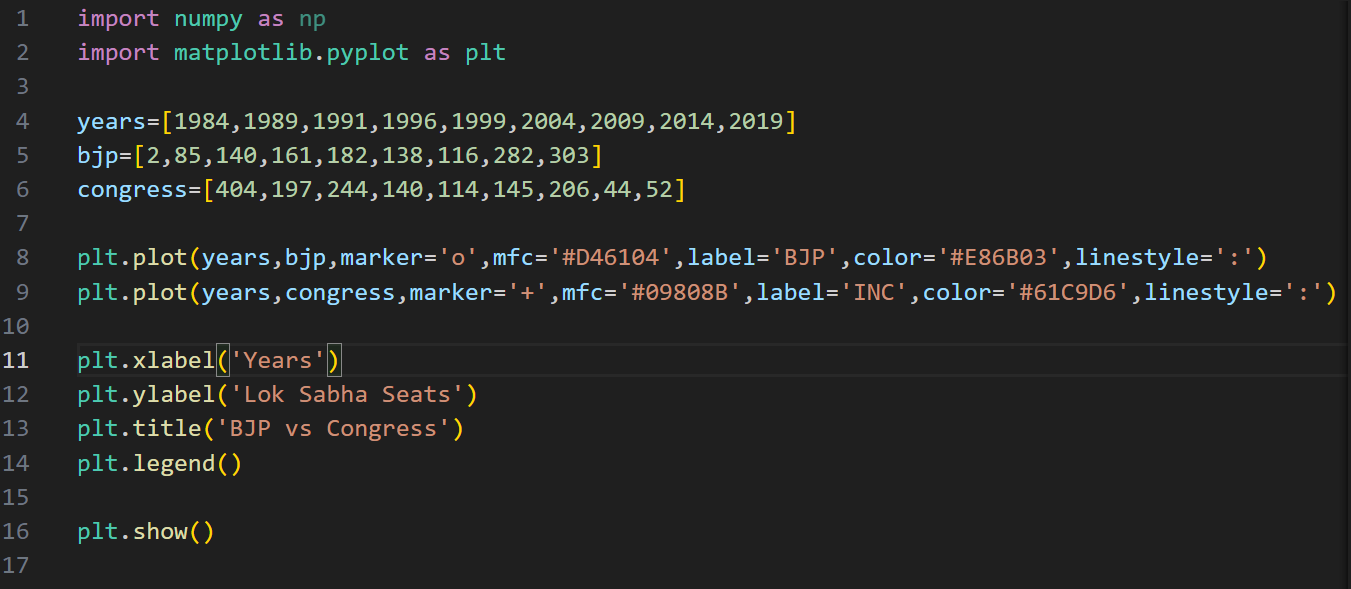 1 import numpy as np
2 import matplotlib.pyplot as plt
3
4 years=[1984,1989,1991,1996,1999,2004,2009,2014,2019]
5 bjp=[2,85,140,161,182,138,116,282,303]
6 congress=[404,197,244,140,114,145,206,44,52]
7
8 plt.plot(years,bjp,marker='o',mfc='#D46104',label='BJP',color='#E86B03',linestyle=':')
9 plt.plot(years,congress,marker='+',mfc='#09808B',label='INC',color='#61C9D6',linestyle=':')
10
11 plt.xlabel('Years')
12 plt.ylabel('Lok Sabha Seats')
13 plt.title('BJP vs Congress')
14 plt.legend()
15
16 plt.show()
17